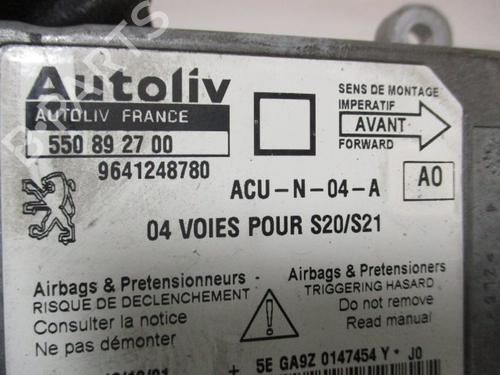 Autoliv
AUTOLIV FRANCE
550 89 27 00
9641248780
SENS DE MONTAGE
IMPERATIF
AVANT
FORWARD
ACU-N-04-A
A0
04 VOIES POUR S20/S21
Airbags & Pretensionneurs
RISQUE DE DECLENCHEMENT
Consulter la notice
Ne pas démonter
Airbags & Pretensioners
TRIGGERING HASARD
Do not remove
Read manual
+ 5E GA9Z 0147454 Y * J0